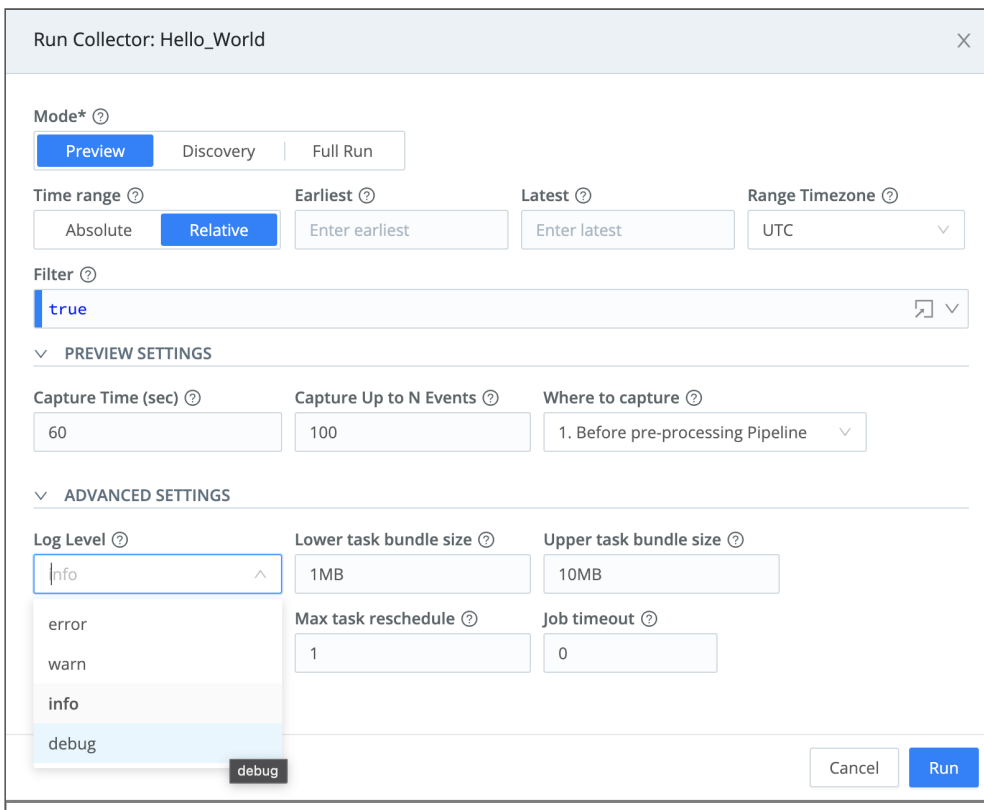 Run Collector: Hello_World
Mode*
Preview Discovery Full Run
Time range Earliest Latest Range Timezone
Absolute Relative Enter earliest Enter latest UTC
Filter
true
PREVIEW SETTINGS
Capture Time (sec) Capture Up to N Events Where to capture
60 100 1. Before pre-processing Pipeline
ADVANCED SETTINGS
Log Level Lower task bundle size Upper task bundle size
info 1MB 10MB
error Max task reschedule Job timeout
warn 1 0
info
debug
debug
Cancel Run